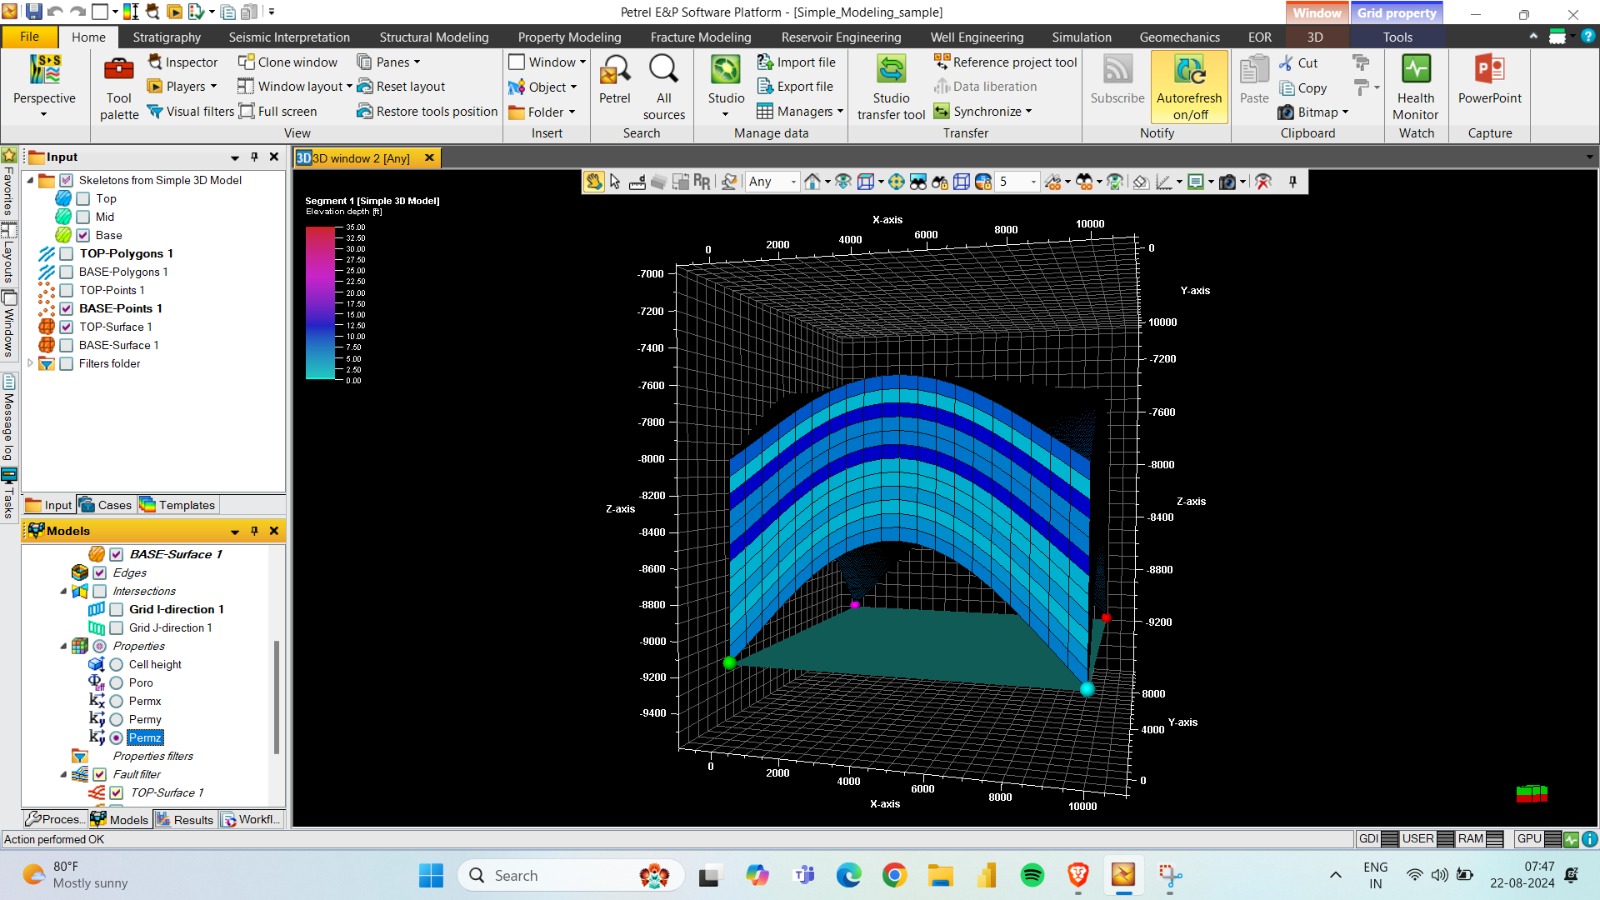 Petrel E&P Software Platform - [Simple_Modeling_sample]
Window
Grid property
File
Home
Stratigraphy
Seismic Interpretation
Structural Modeling
Property Modeling
Fracture Modeling
Reservoir Engineering
Well Engineering
Simulation
Geomechanics
EOR
3D
Tools
Perspective
Tool palette
Inspector
Players
Visual filters
Clone window
Window layout
Full screen
Panes
Reset layout
Restore tools position
View
Window
Object
Folder
Insert
Petrel
All sources
Search
Studio
Import file
Export file
Managers
Manage data
Studio transfer tool
Reference project tool
Data liberation
Synchronize
Transfer
Subscribe
Autorefresh on/off
Notify
Paste
Cut
Copy
Bitmap
Clipboard
Health Monitor
Watch
PowerPoint
Capture
Favorites
Layouts
Windows
Message log
Tasks
Input
Skeletons from Simple 3D Model
Top
Mid
Base
TOP-Polygons 1
BASE-Polygons 1
TOP-Points 1
BASE-Points 1
TOP-Surface 1
BASE-Surface 1
Filters folder
Input
Cases
Templates
Models
BASE-Surface 1
Edges
Intersections
Grid I-direction 1
Grid J-direction 1
Properties
Cell height
Poro
Permx
Permy
Permz
Properties filters
Fault filter
TOP-Surface 1
Proces...
Models
Results
Workfl...
3D
3D window 2 [Any]
Any
5
Segment 1 [Simple 3D Model]
Elevation depth [ft]
35.00
32.50
30.00
27.50
25.00
22.50
20.00
17.50
15.00
12.50
10.00
7.50
5.00
2.50
0.00
X-axis
0
2000
4000
6000
8000
10000
0
Y-axis
10000
-7000
-7200
-7400
-7600
-7800
-8000
-8200
Z-axis
-8400
-8600
-8800
-9000
-9200
-9400
-7200
-7600
-8000
Z-axis
-8400
-8800
-9200
8000
Y-axis
4000
0
0
2000
4000
6000
8000
10000
X-axis
Action performed OK
GDI
USER
RAM
GPU
80°F
Mostly sunny
Search
ENG
IN
07:47
22-08-2024